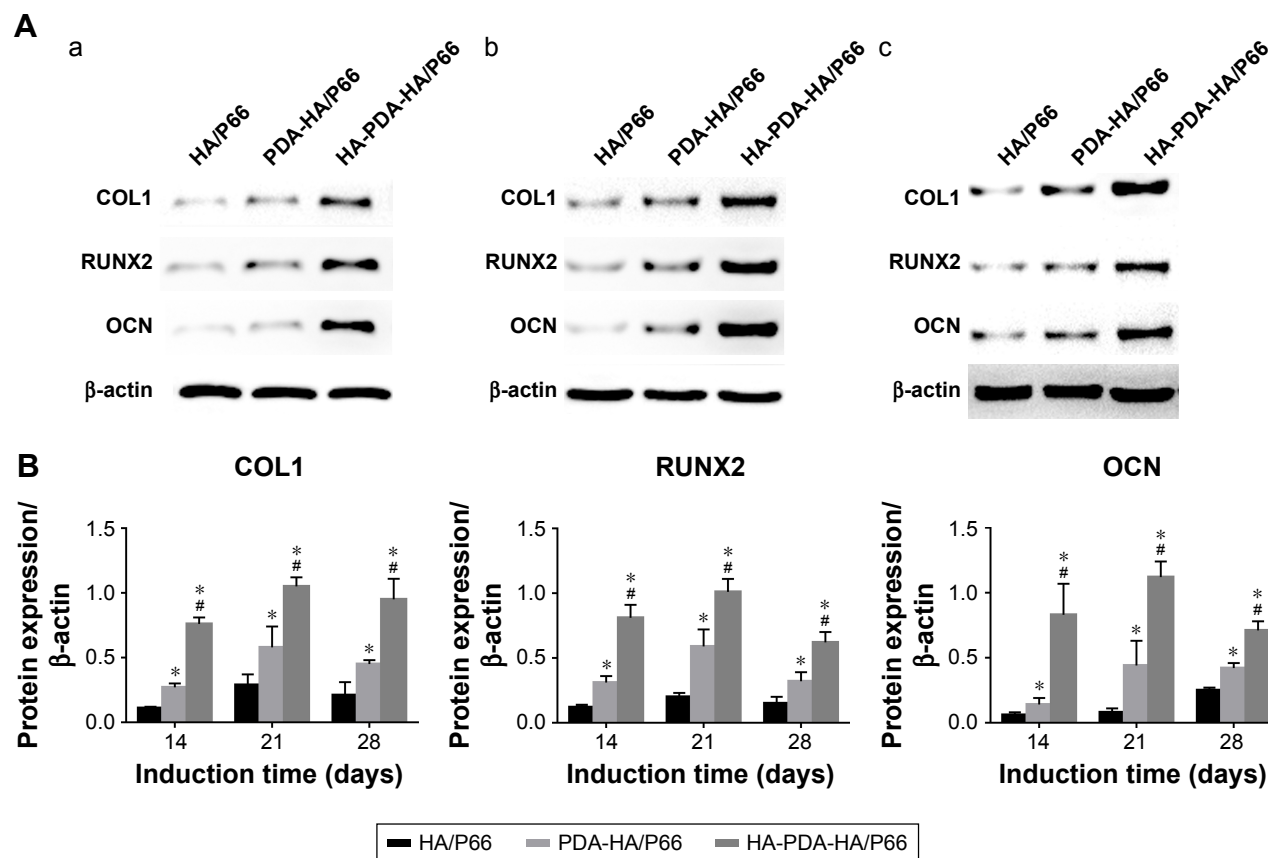 A
a
HA/P66
PDA-HA/P66
HA-PDA-HA/P66
COL1
RUNX2
OCN
β-actin
b
HA/P66
PDA-HA/P66
HA-PDA-HA/P66
COL1
RUNX2
OCN
β-actin
c
HA/P66
PDA-HA/P66
HA-PDA-HA/P66
COL1
RUNX2
OCN
β-actin
B
COL1
Protein expression/
β-actin
1.5
1.0
0.5
0.0
*
*
#
*
*
#
*
*
#
14
21
28
Induction time (days)
RUNX2
Protein expression/
β-actin
1.5
1.0
0.5
0.0
*
*
#
*
*
#
*
*
#
14
21
28
Induction time (days)
OCN
Protein expression/
β-actin
1.5
1.0
0.5
0.0
*
*
#
*
*
#
*
*
#
14
21
28
Induction time (days)
HA/P66 PDA-HA/P66 HA-PDA-HA/P66